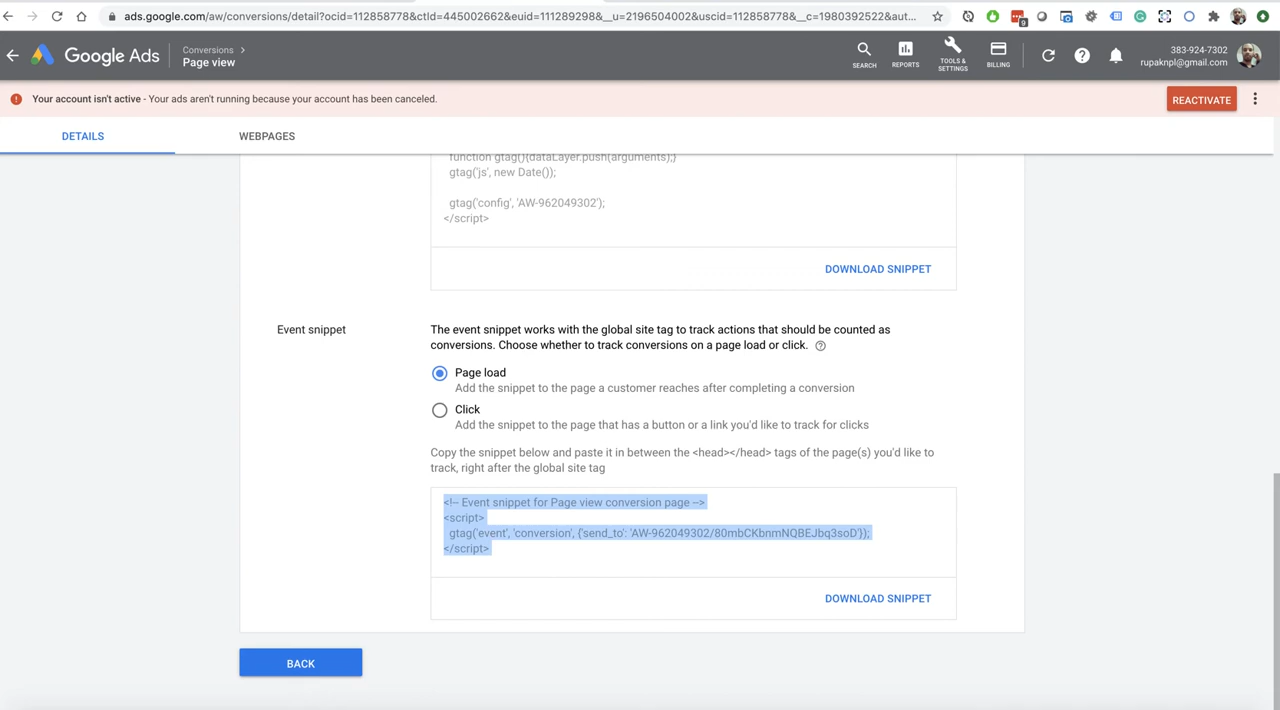 ads.google.com/aw/conversions/detail?ocid=112858778&ctId=445002662&euid=111289298&__u=2196504002&uscid=112858778&__c=1980392522&aut...
9
Google Ads
Conversions
Page view
SEARCH
REPORTS
TOOLS &
SETTINGS
BILLING
383-924-7302
rupaknpl@gmail.com
Your account isn't active - Your ads aren't running because your account has been canceled.
REACTIVATE
DETAILS
WEBPAGES
function gtag(){dataLayer.push(arguments);}
gtag('js', new Date());
gtag('config', 'AW-962049302');
</script>
DOWNLOAD SNIPPET
Event snippet
The event snippet works with the global site tag to track actions that should be counted as
conversions. Choose whether to track conversions on a page load or click.
Page load
Add the snippet to the page a customer reaches after completing a conversion
Click
Add the snippet to the page that has a button or a link you'd like to track for clicks
Copy the snippet below and paste it in between the <head></head> tags of the page(s) you'd like to
track, right after the global site tag
<!-- Event snippet for Page view conversion page -->
<script>
gtag('event', 'conversion', {'send_to': 'AW-962049302/80mbCKbnmNQBEJbq3soD'});
</script>
DOWNLOAD SNIPPET
BACK